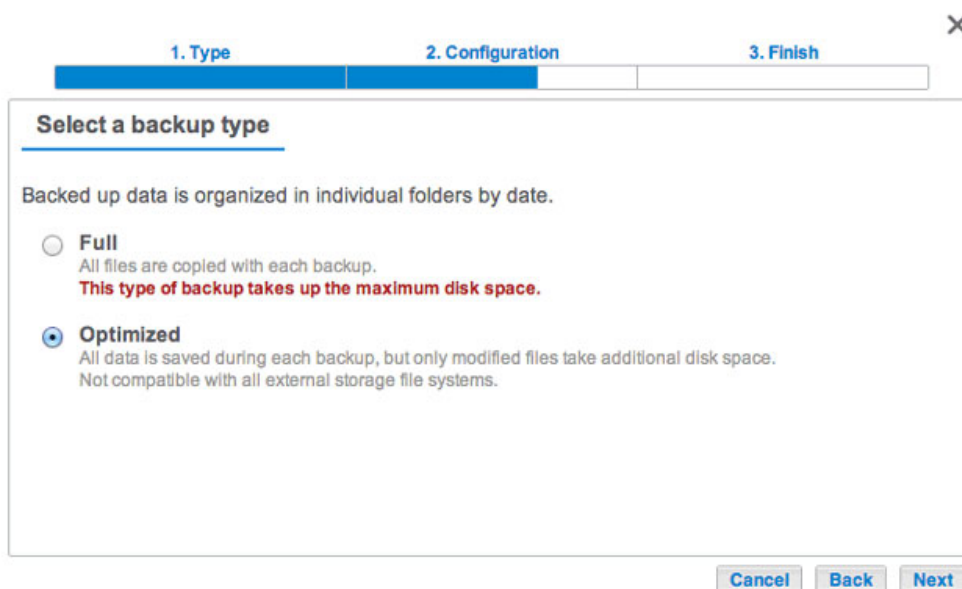 1. Type
2. Configuration
3. Finish
Select a backup type
Backed up data is organized in individual folders by date.
Full
All files are copied with each backup.
This type of backup takes up the maximum disk space.
Optimized
All data is saved during each backup, but only modified files take additional disk space.
Not compatible with all external storage file systems.
Cancel
Back
Next